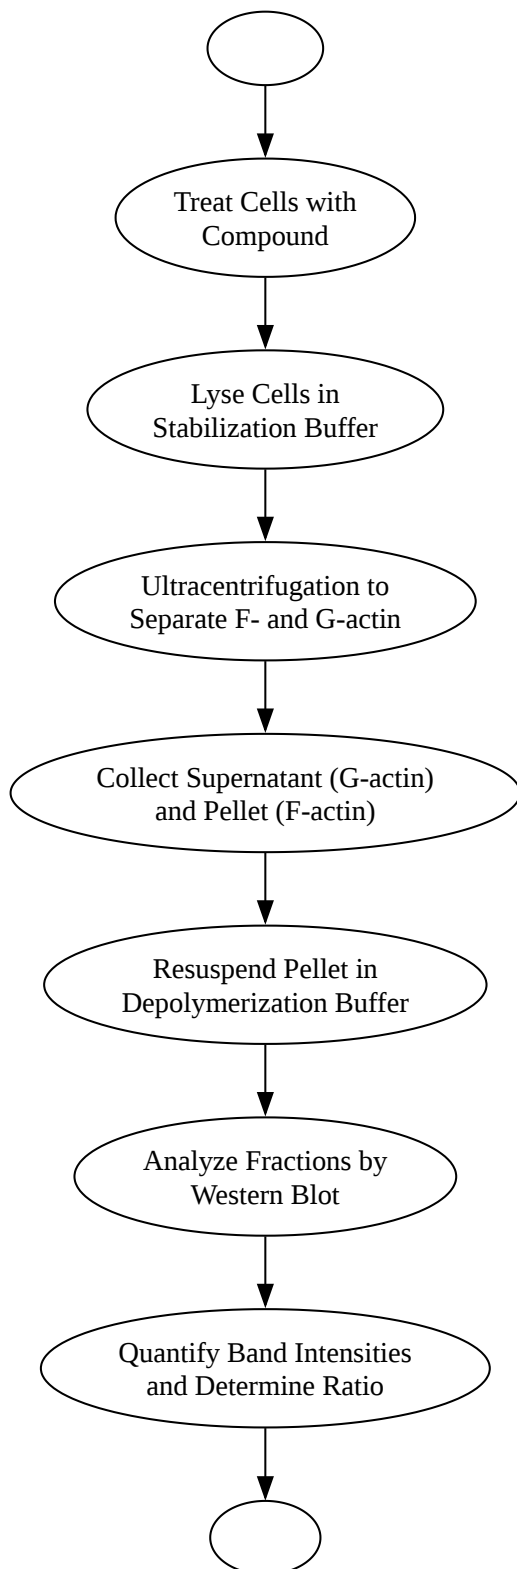 Treat Cells with
Compound
Lyse Cells in
Stabilization Buffer
Ultracentrifugation to
Separate F- and G-actin
Collect Supernatant (G-actin)
and Pellet (F-actin)
Resuspend Pellet in
Depolymerization Buffer
Analyze Fractions by
Western Blot
Quantify Band Intensities
and Determine Ratio